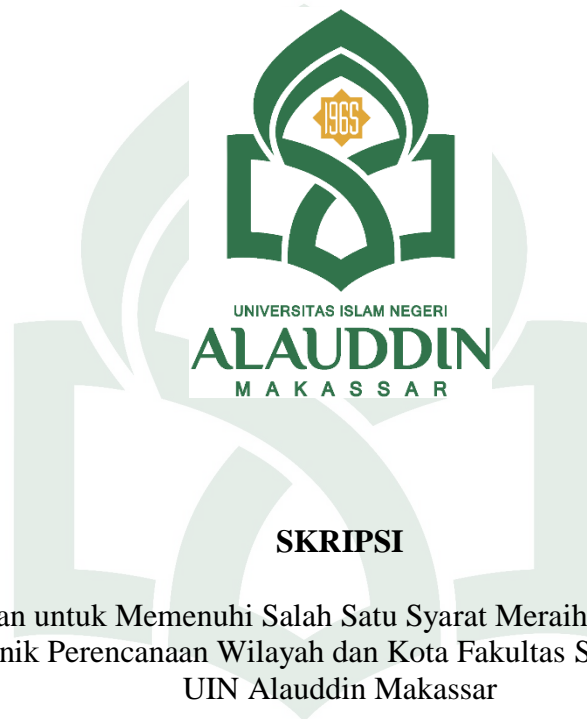 1965
UNIVERSITAS ISLAM NEGERI
ALAUDDIN
MAKASSAR
SKRIPSI
an untuk Memenuhi Salah Satu Syarat Meraih
nik Perencanaan Wilayah dan Kota Fakultas S
UIN Alauddin Makassar